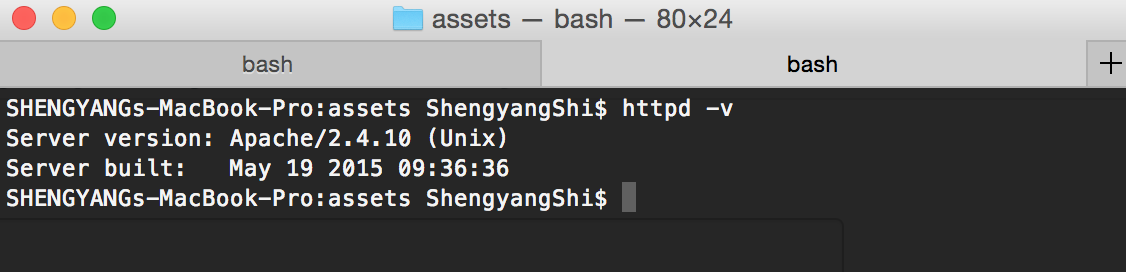 assets — bash — 80×24
bash
bash
+
SHENGYANGs-MacBook-Pro:assets ShengyangShi$ httpd -v
Server version: Apache/2.4.10 (Unix)
Server built:   May 19 2015 09:36:36
SHENGYANGs-MacBook-Pro:assets ShengyangShi$